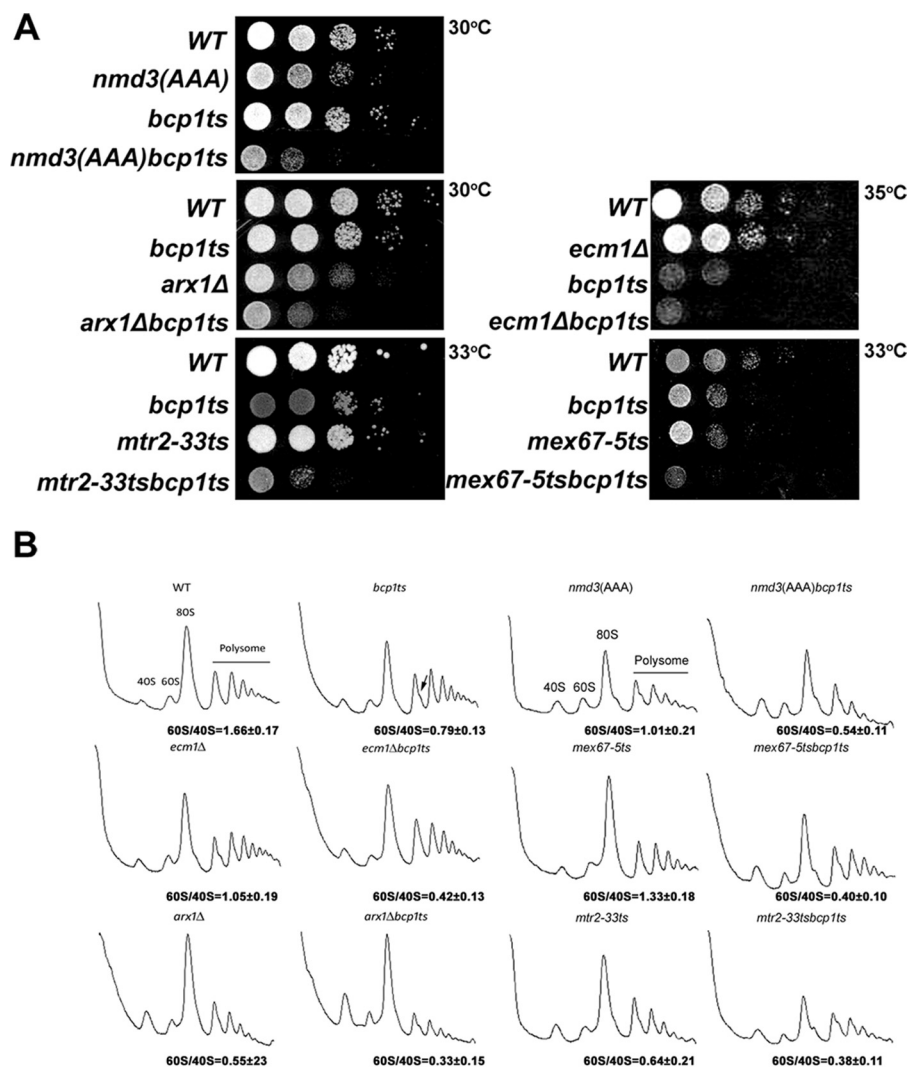 A
WT
30°C
nmd3(AAA)
bcp1ts
nmd3(AAA)bcp1ts
WT
30°C
bcp1ts
arx1Δ
arx1Δbcp1ts
WT
35°C
ecm1Δ
bcp1ts
ecm1Δbcp1ts
WT
33°C
bcp1ts
mtr2-33ts
mtr2-33tsbcp1ts
WT
33°C
bcp1ts
mex67-5ts
mex67-5tsbcp1ts
B
WT bcp1ts nmd3(AAA) nmd3(AAA)bcp1ts
80S
Polysome
40S 60S
80S
Polysome
40S 60S
60S/40S=1.66±0.17 60S/40S=0.79±0.13 60S/40S=1.01±0.21 60S/40S=0.54±0.11
ecm1Δ ecm1Δbcp1ts mex67-5ts mex67-5tsbcp1ts
60S/40S=1.05±0.19 60S/40S=0.42±0.13 60S/40S=1.33±0.18 60S/40S=0.40±0.10
arx1Δ arx1Δbcp1ts mtr2-33ts mtr2-33tsbcp1ts
60S/40S=0.55±23 60S/40S=0.33±0.15 60S/40S=0.64±0.21 60S/40S=0.38±0.11